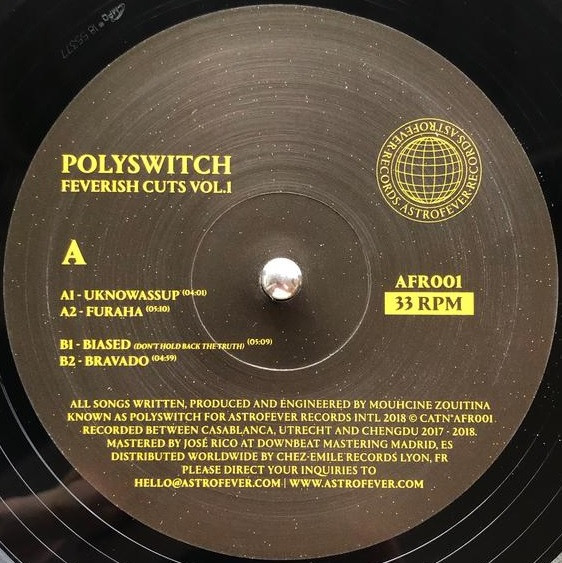 POLYSWITCH
FEVERISH CUTS VOL.1
ASTROFEVER·RECORDS·ASTROFEVER·RECORDS·
A
AFR001
33 RPM
A1 - UKNOWASSUP (04:01)
A2 - FURAHA (05:10)
B1 - BIASED (DON'T HOLD BACK THE TRUTH) (05:09)
B2 - BRAVADO (04:59)
ALL SONGS WRITTEN, PRODUCED AND ENGINEERED BY MOUHCINE ZOUITINA
KNOWN AS POLYSWITCH FOR ASTROFEVER RECORDS INTL 2018 © CATN°AFR001.
RECORDED BETWEEN CASABLANCA, UTRECHT AND CHENGDU 2017 - 2018.
MASTERED BY JOSÉ RICO AT DOWNBEAT MASTERING MADRID, ES
DISTRIBUTED WORLDWIDE BY CHEZ-EMILE RECORDS LYON, FR
PLEASE DIRECT YOUR INQUIRIES TO
HELLO@ASTROFEVER.COM | WWW.ASTROFEVER.COM